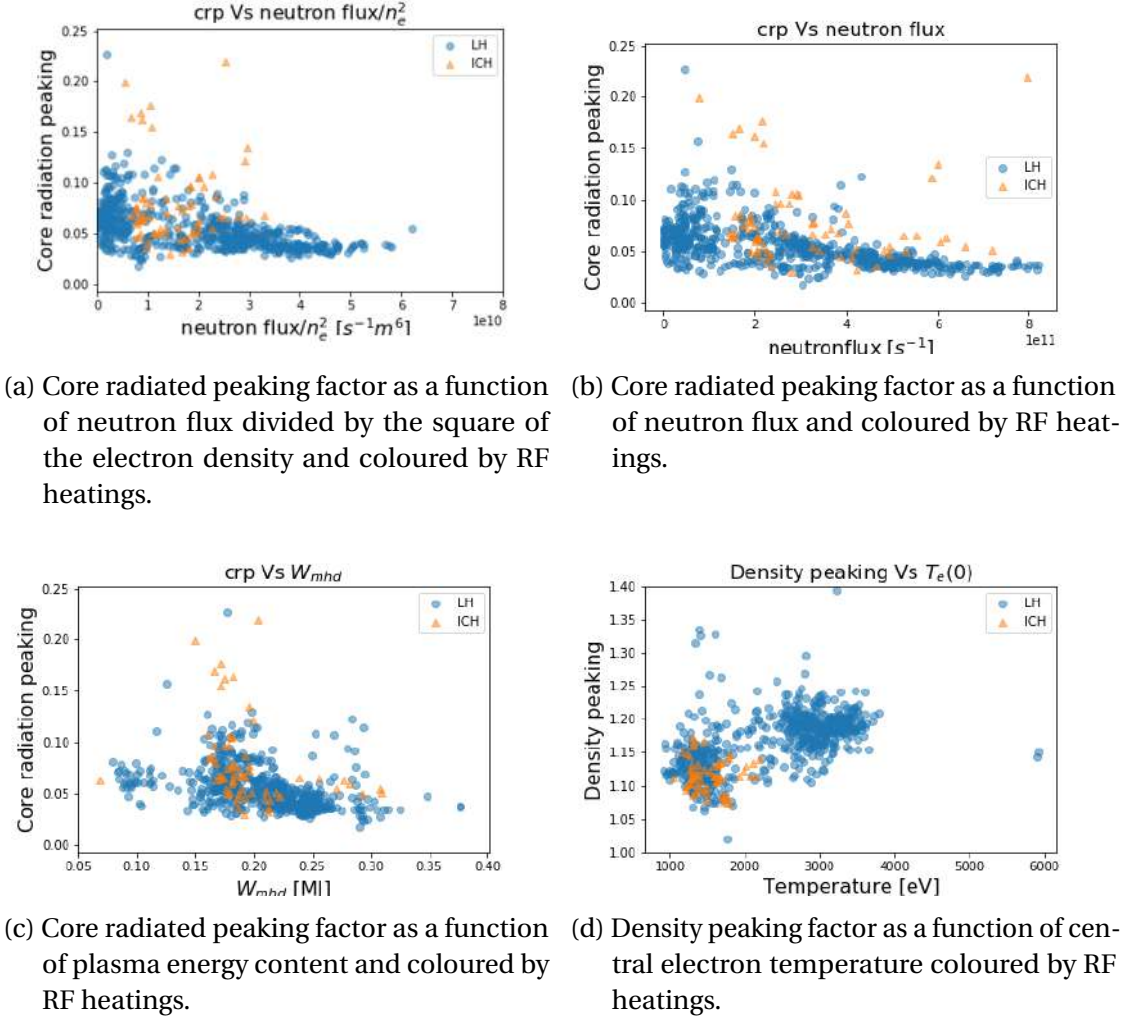 crp Vs neutron flux/n_e^2
0.25
0.20
0.15
0.10
0.05
0.00
Core radiation peaking
LH
ICH
0 1 2 3 4 5 6 7 8
1e10
neutron flux/n_e^2 [s^{-1}m^6]
(a) Core radiated peaking factor as a function
of neutron flux divided by the square of
the electron density and coloured by RF
heatings.
crp Vs neutron flux
0.25
0.20
0.15
0.10
0.05
0.00
Core radiation peaking
LH
ICH
0 2 4 6 8
1e11
neutronflux [s^{-1}]
(b) Core radiated peaking factor as a function
of neutron flux and coloured by RF heat-
ings.
crp Vs W_{mhd}
0.25
0.20
0.15
0.10
0.05
0.00
Core radiation peaking
LH
ICH
0.05 0.10 0.15 0.20 0.25 0.30 0.35 0.40
W_{mhd} [MJ]
(c) Core radiated peaking factor as a function
of plasma energy content and coloured by
RF heatings.
Density peaking Vs T_e(0)
1.40
1.35
1.30
1.25
1.20
1.15
1.10
1.05
1.00
Density peaking
LH
ICH
1000 2000 3000 4000 5000 6000
Temperature [eV]
(d) Density peaking factor as a function of cen-
tral electron temperature coloured by RF
heatings.